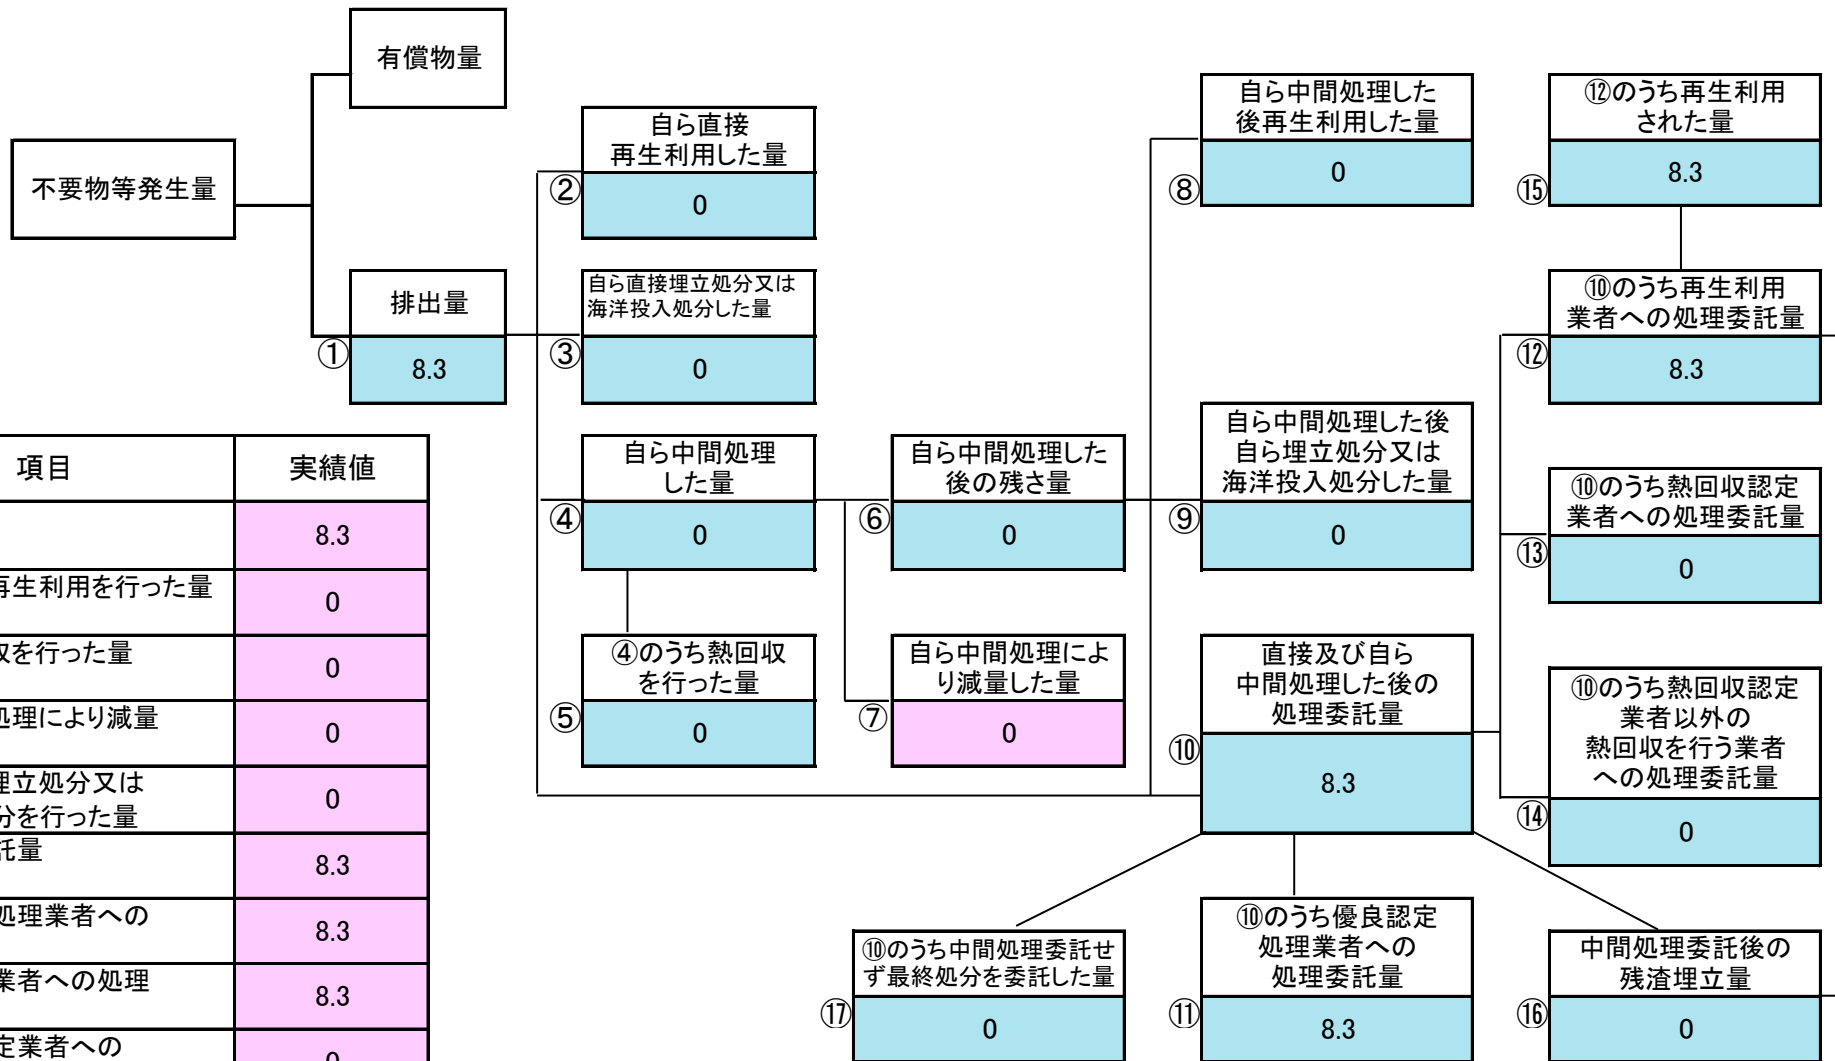 有償物量
不要物等発生量
排出量
①
8.3
自ら直接
再生利用した量
②
0
自ら直接埋立処分又は
海洋投入処分した量
③
0
自ら中間処理
した量
④
0
④のうち熱回収
を行った量
⑤
0
自ら中間処理した
後の残さ量
⑥
0
自ら中間処理によ
り減量した量
⑦
0
自ら中間処理した
後再生利用した量
⑧
0
自ら中間処理した後
自ら埋立処分又は
海洋投入処分した量
⑨
0
直接及び自ら
中間処理した後の
処理委託量
⑩
8.3
⑫のうち再生利用
された量
⑮
8.3
⑩のうち再生利用
業者への処理委託量
⑫
8.3
⑩のうち熱回収認定
業者への処理委託量
⑬
0
⑩のうち熱回収認定
業者以外の
熱回収を行う業者
への処理委託量
⑭
0
⑩のうち中間処理委託せ
ず最終処分を委託した量
⑰
0
⑩のうち優良認定
処理業者への
処理委託量
⑪
8.3
中間処理委託後の
残渣埋立量
⑯
0
項目
実績値
8.3
再生利用を行った量
0
を行った量
0
処理により減量
0
埋立処分又は
分を行った量
0
託量
8.3
処理業者への
8.3
業者への処理
8.3
定業者への
0